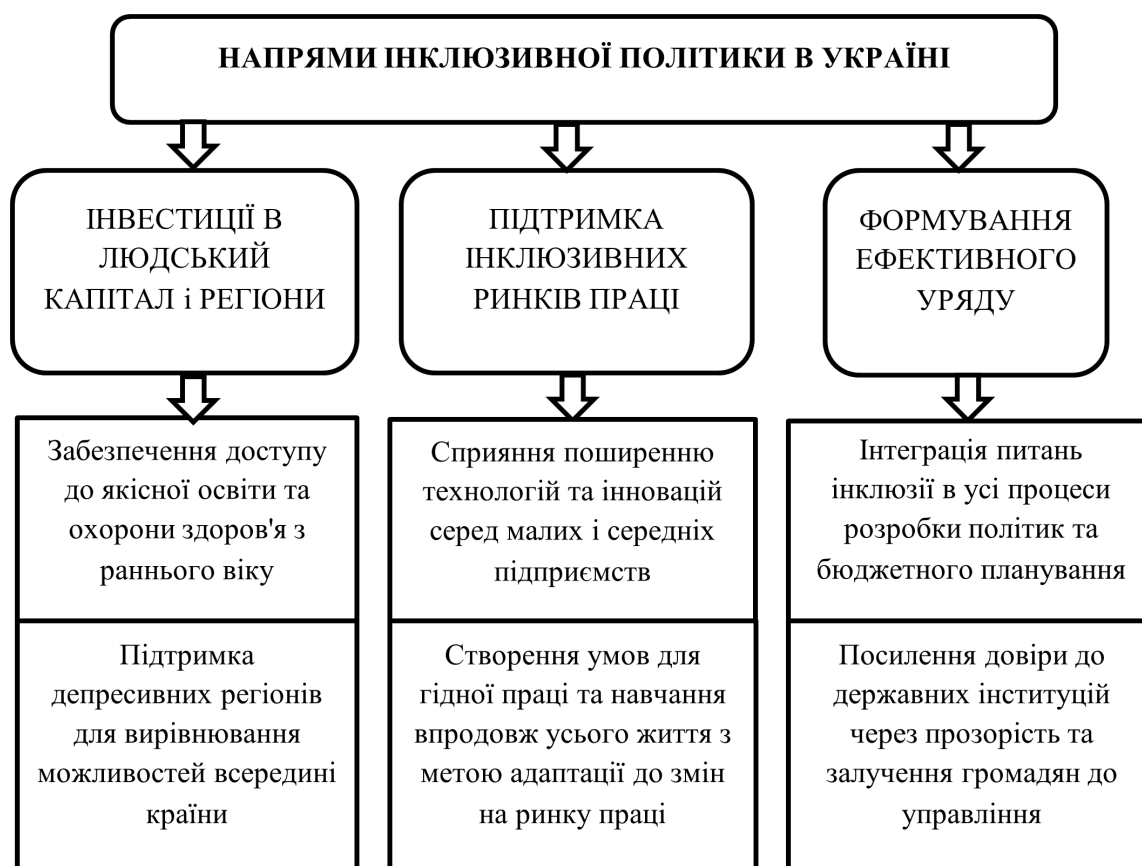 НАПРЯМИ ІНКЛЮЗИВНОЇ ПОЛІТИКИ В УКРАЇНІ
ІНВЕСТИЦІЇ В
ЛЮДСЬКИЙ
КАПІТАЛ і РЕГІОНИ
ПІДТРИМКА
ІНКЛЮЗИВНИХ
РИНКІВ ПРАЦІ
ФОРМУВАННЯ
ЕФЕКТИВНОГО
УРЯДУ
Забезпечення доступу
до якісної освіти та
охорони здоров'я з
раннього віку
Сприяння поширенню
технологій та інновацій
серед малих і середніх
підприємств
Інтеграція питань
інклюзії в усі процеси
розробки політик та
бюджетного планування
Підтримка
депресивних регіонів
для вирівнювання
можливостей всередині
країни
Створення умов для
гідної праці та навчання
впродовж усього життя з
метою адаптації до змін
на ринку праці
Посилення довіри до
державних інституцій
через прозорість та
залучення громадян до
управління